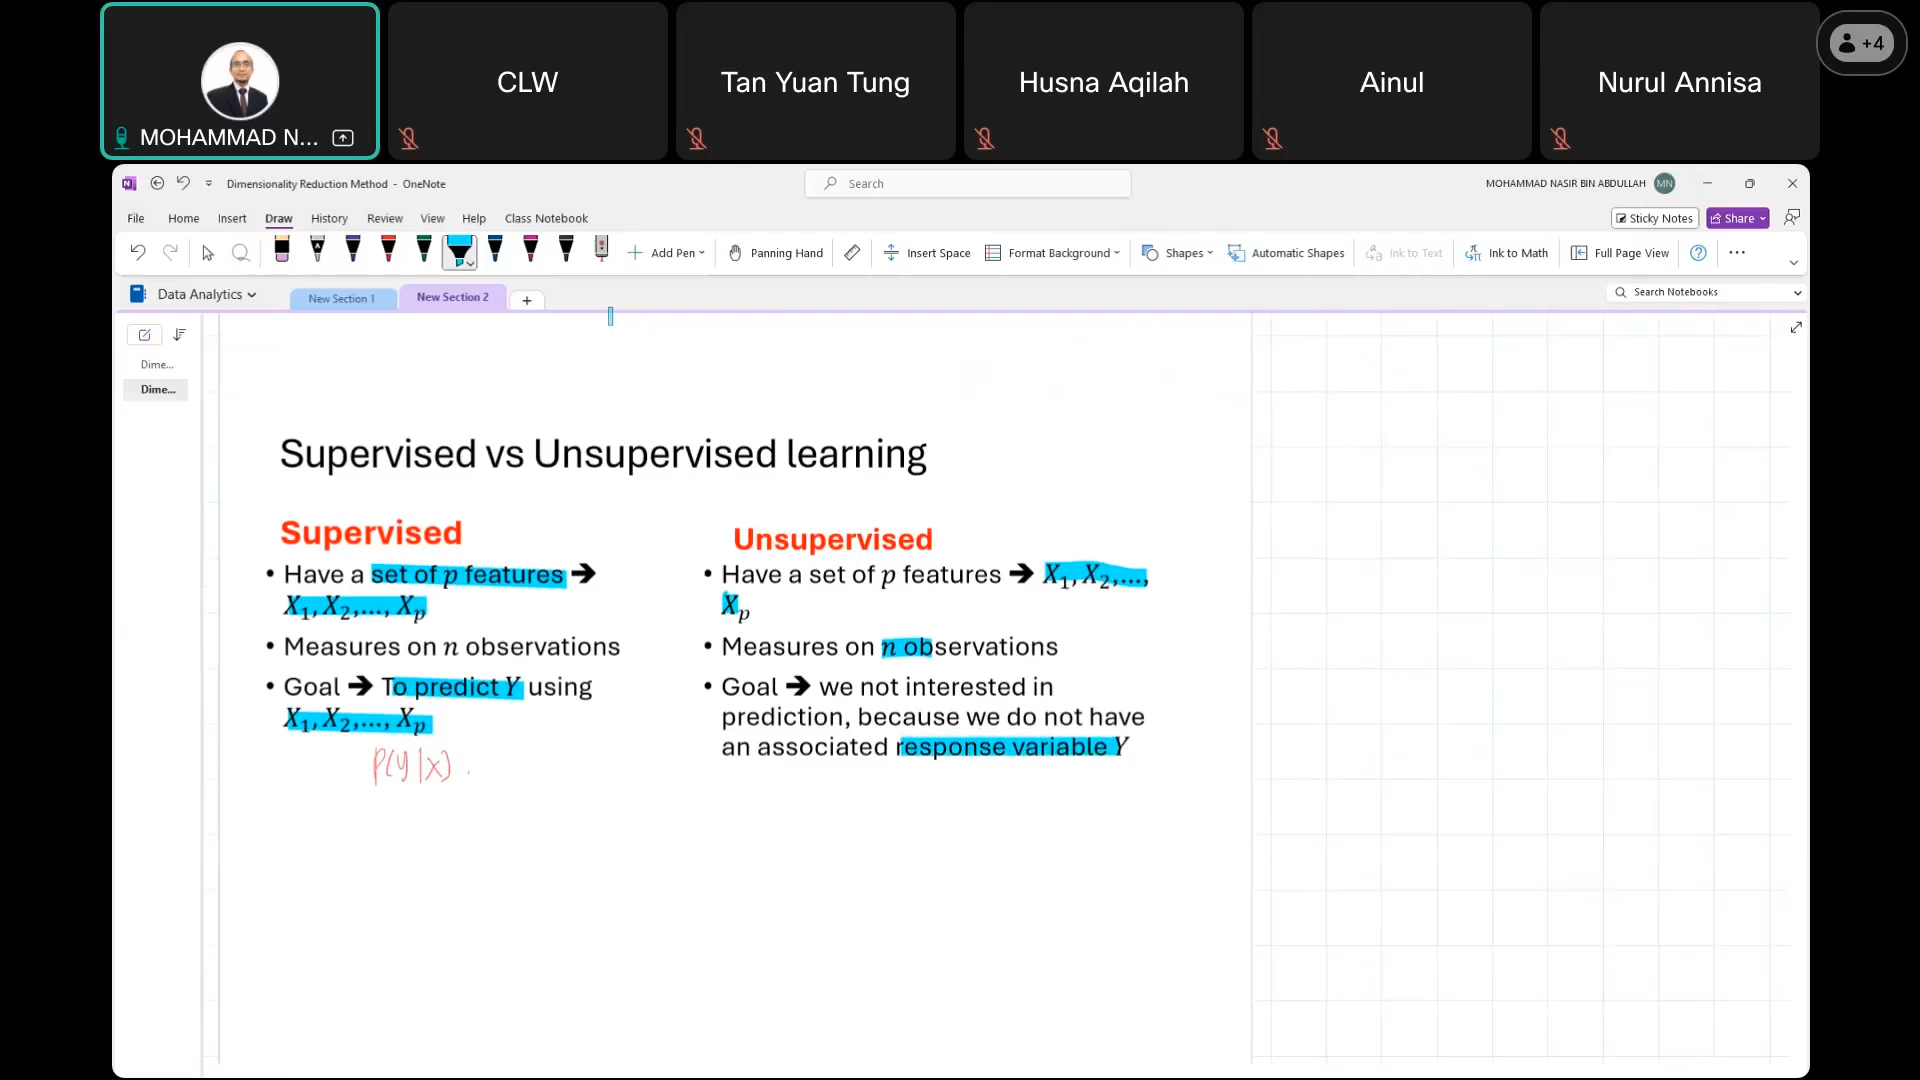 +4
CLW
Tan Yuan Tung
Husna Aqilah
Ainul
Nurul Annisa
MOHAMMAD N...
Dimensionality Reduction Method - OneNote
Search
MOHAMMAD NASIR BIN ABDULLAH
MN
File Home Insert Draw History Review View Help Class Notebook
Sticky Notes
Share
Add Pen
Panning Hand
Insert Space
Format Background
Shapes
Automatic Shapes
Ink to Text
Ink to Math
Full Page View
Data Analytics
New Section 1
New Section 2
+
Search Notebooks
Dime...
Dime...
Supervised vs Unsupervised learning
Supervised
• Have a set of p features ➔
X₁, X₂,..., Xₚ
• Measures on n observations
• Goal ➔ To predict Y using
X₁, X₂,..., Xₚ
P(Y|X)
Unsupervised
• Have a set of p features ➔ X₁, X₂,...,
Xₚ
• Measures on n observations
• Goal ➔ we not interested in
prediction, because we do not have
an associated response variable Y